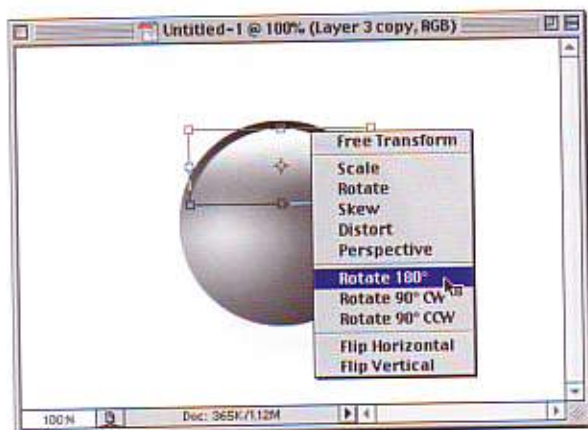 Untitled-1 @ 100% (Layer 3 copy, RGB)
Free Transform
Scale
Rotate
Skew
Distort
Perspective
Rotate 180°
Rotate 90° CW
Rotate 90° CCW
Flip Horizontal
Flip Vertical
100% Doc: 365K/1.12M